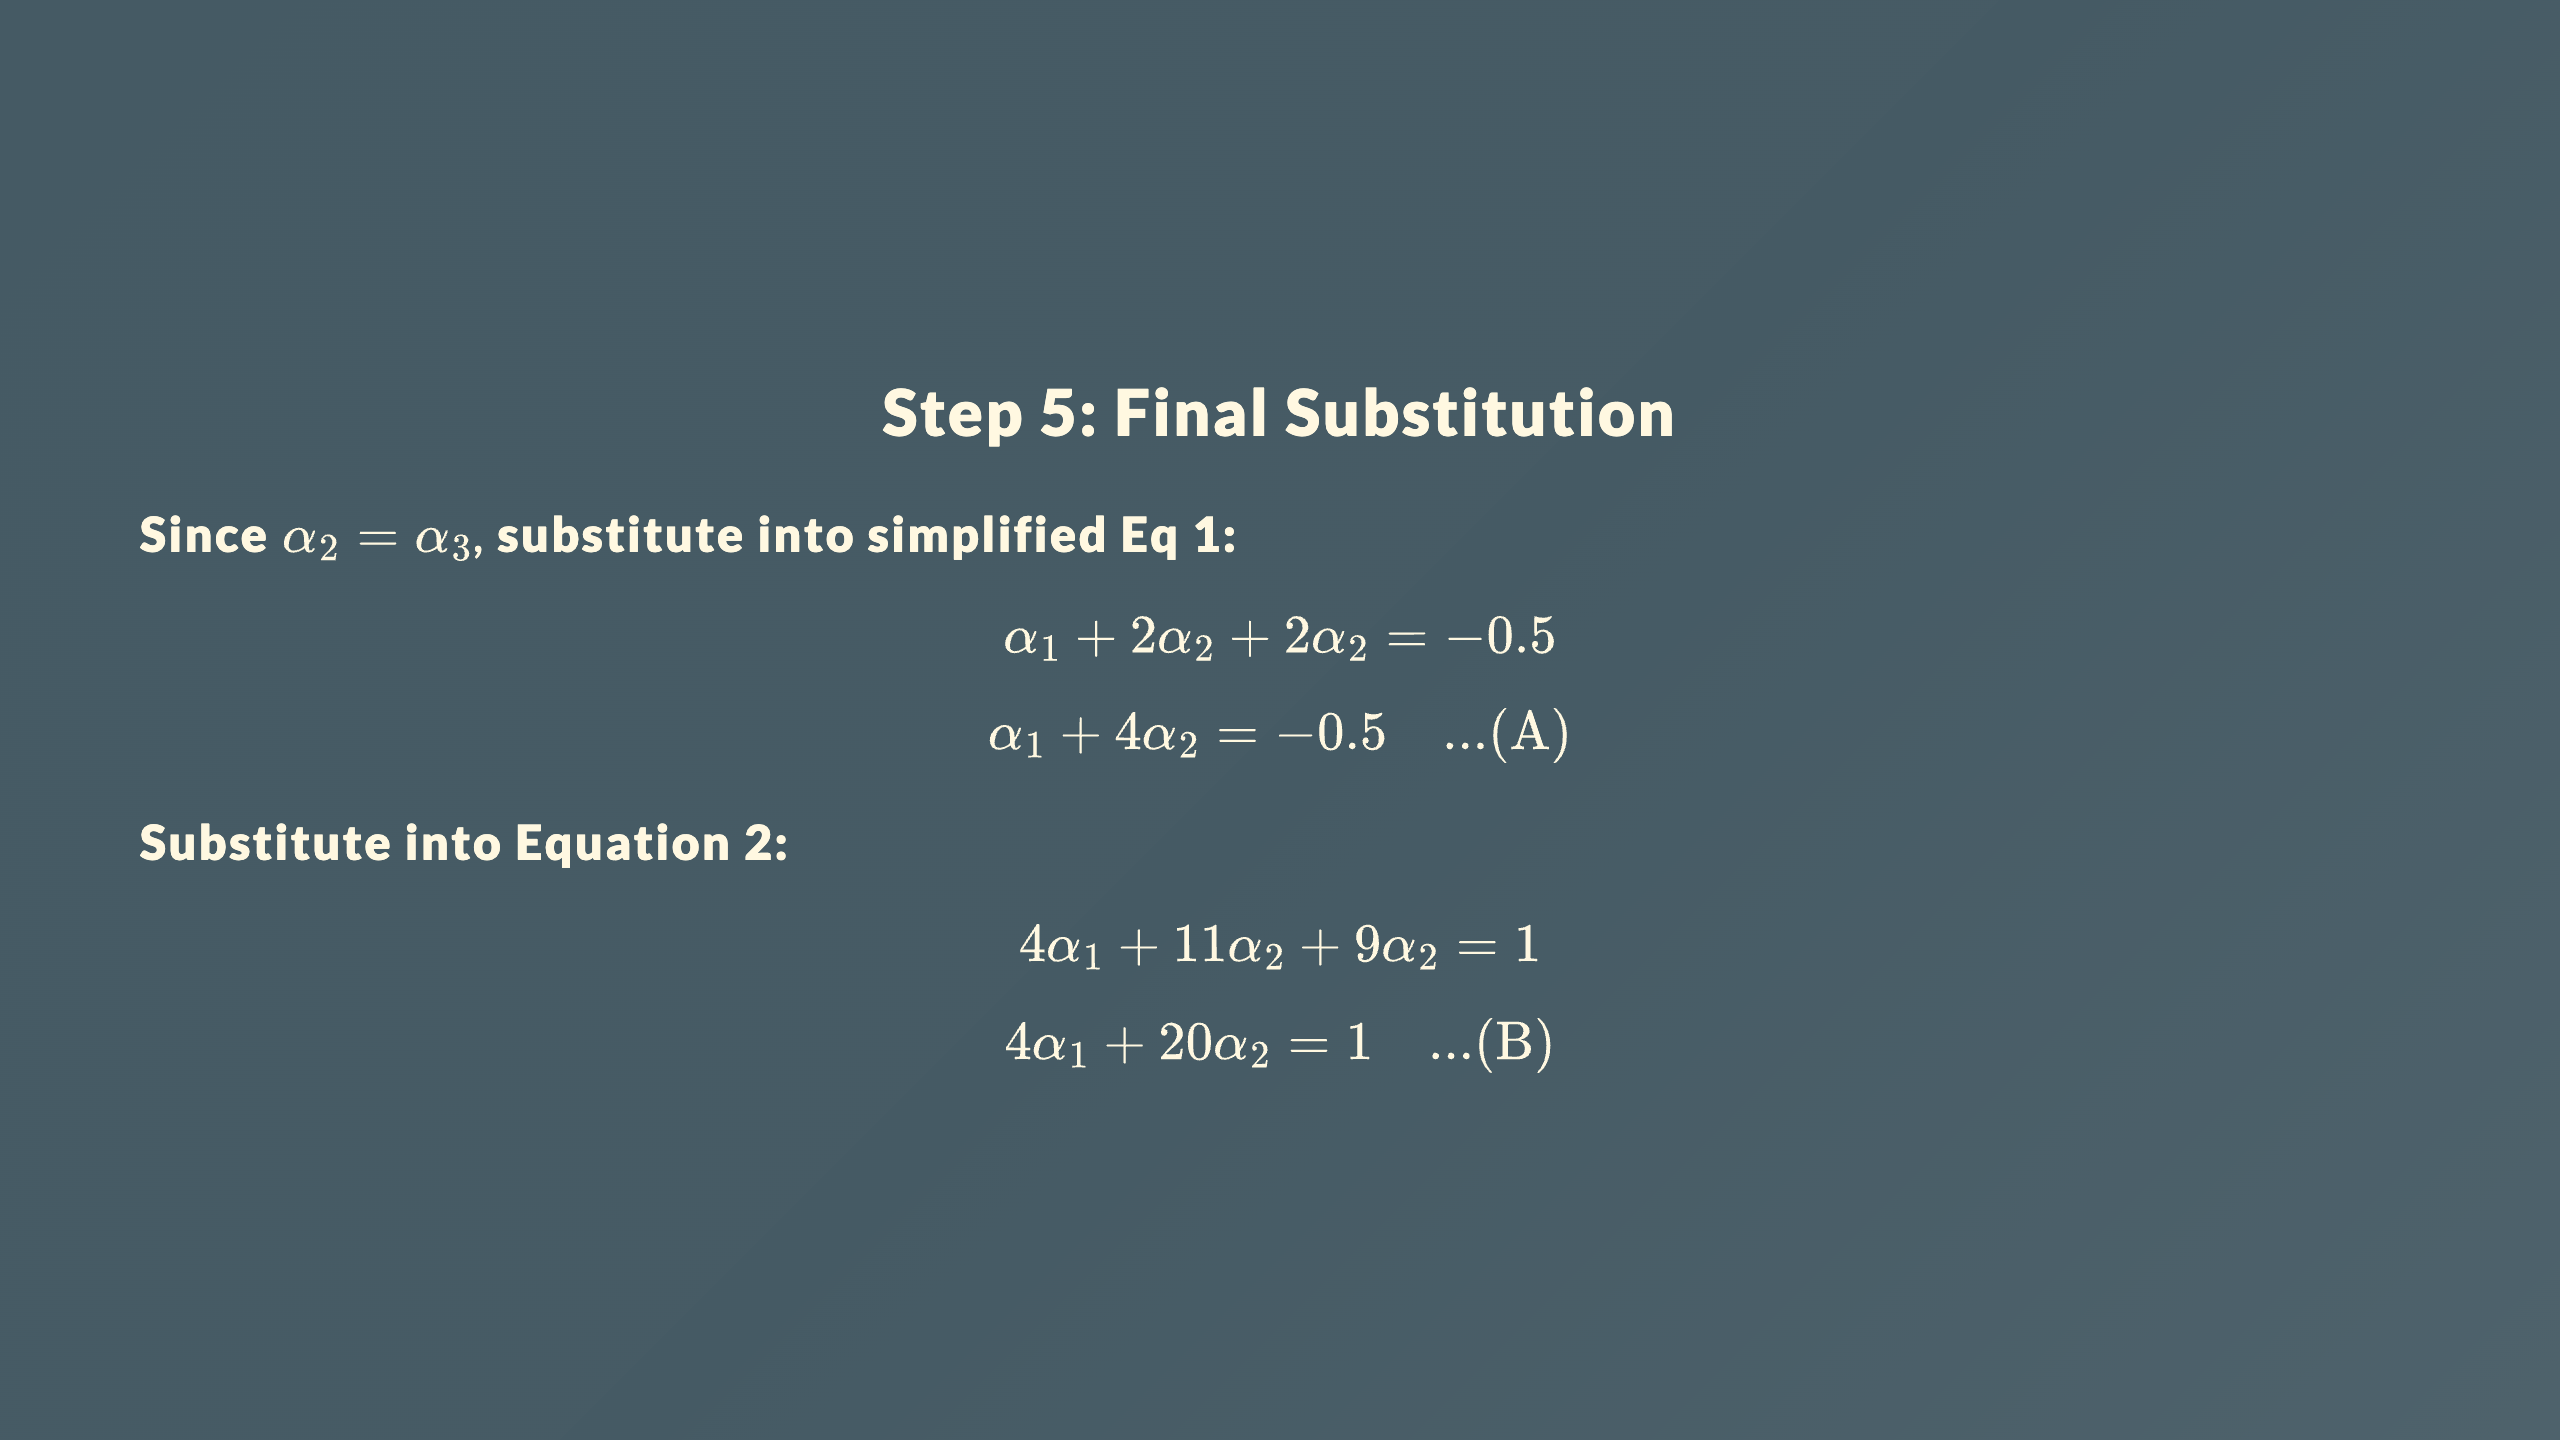 Step 5: Final Substitution
Since α₂ = α₃, substitute into simplified Eq 1:
α₁ + 2α₂ + 2α₂ = −0.5
α₁ + 4α₂ = −0.5 ...(A)
Substitute into Equation 2:
4α₁ + 11α₂ + 9α₂ = 1
4α₁ + 20α₂ = 1 ...(B)